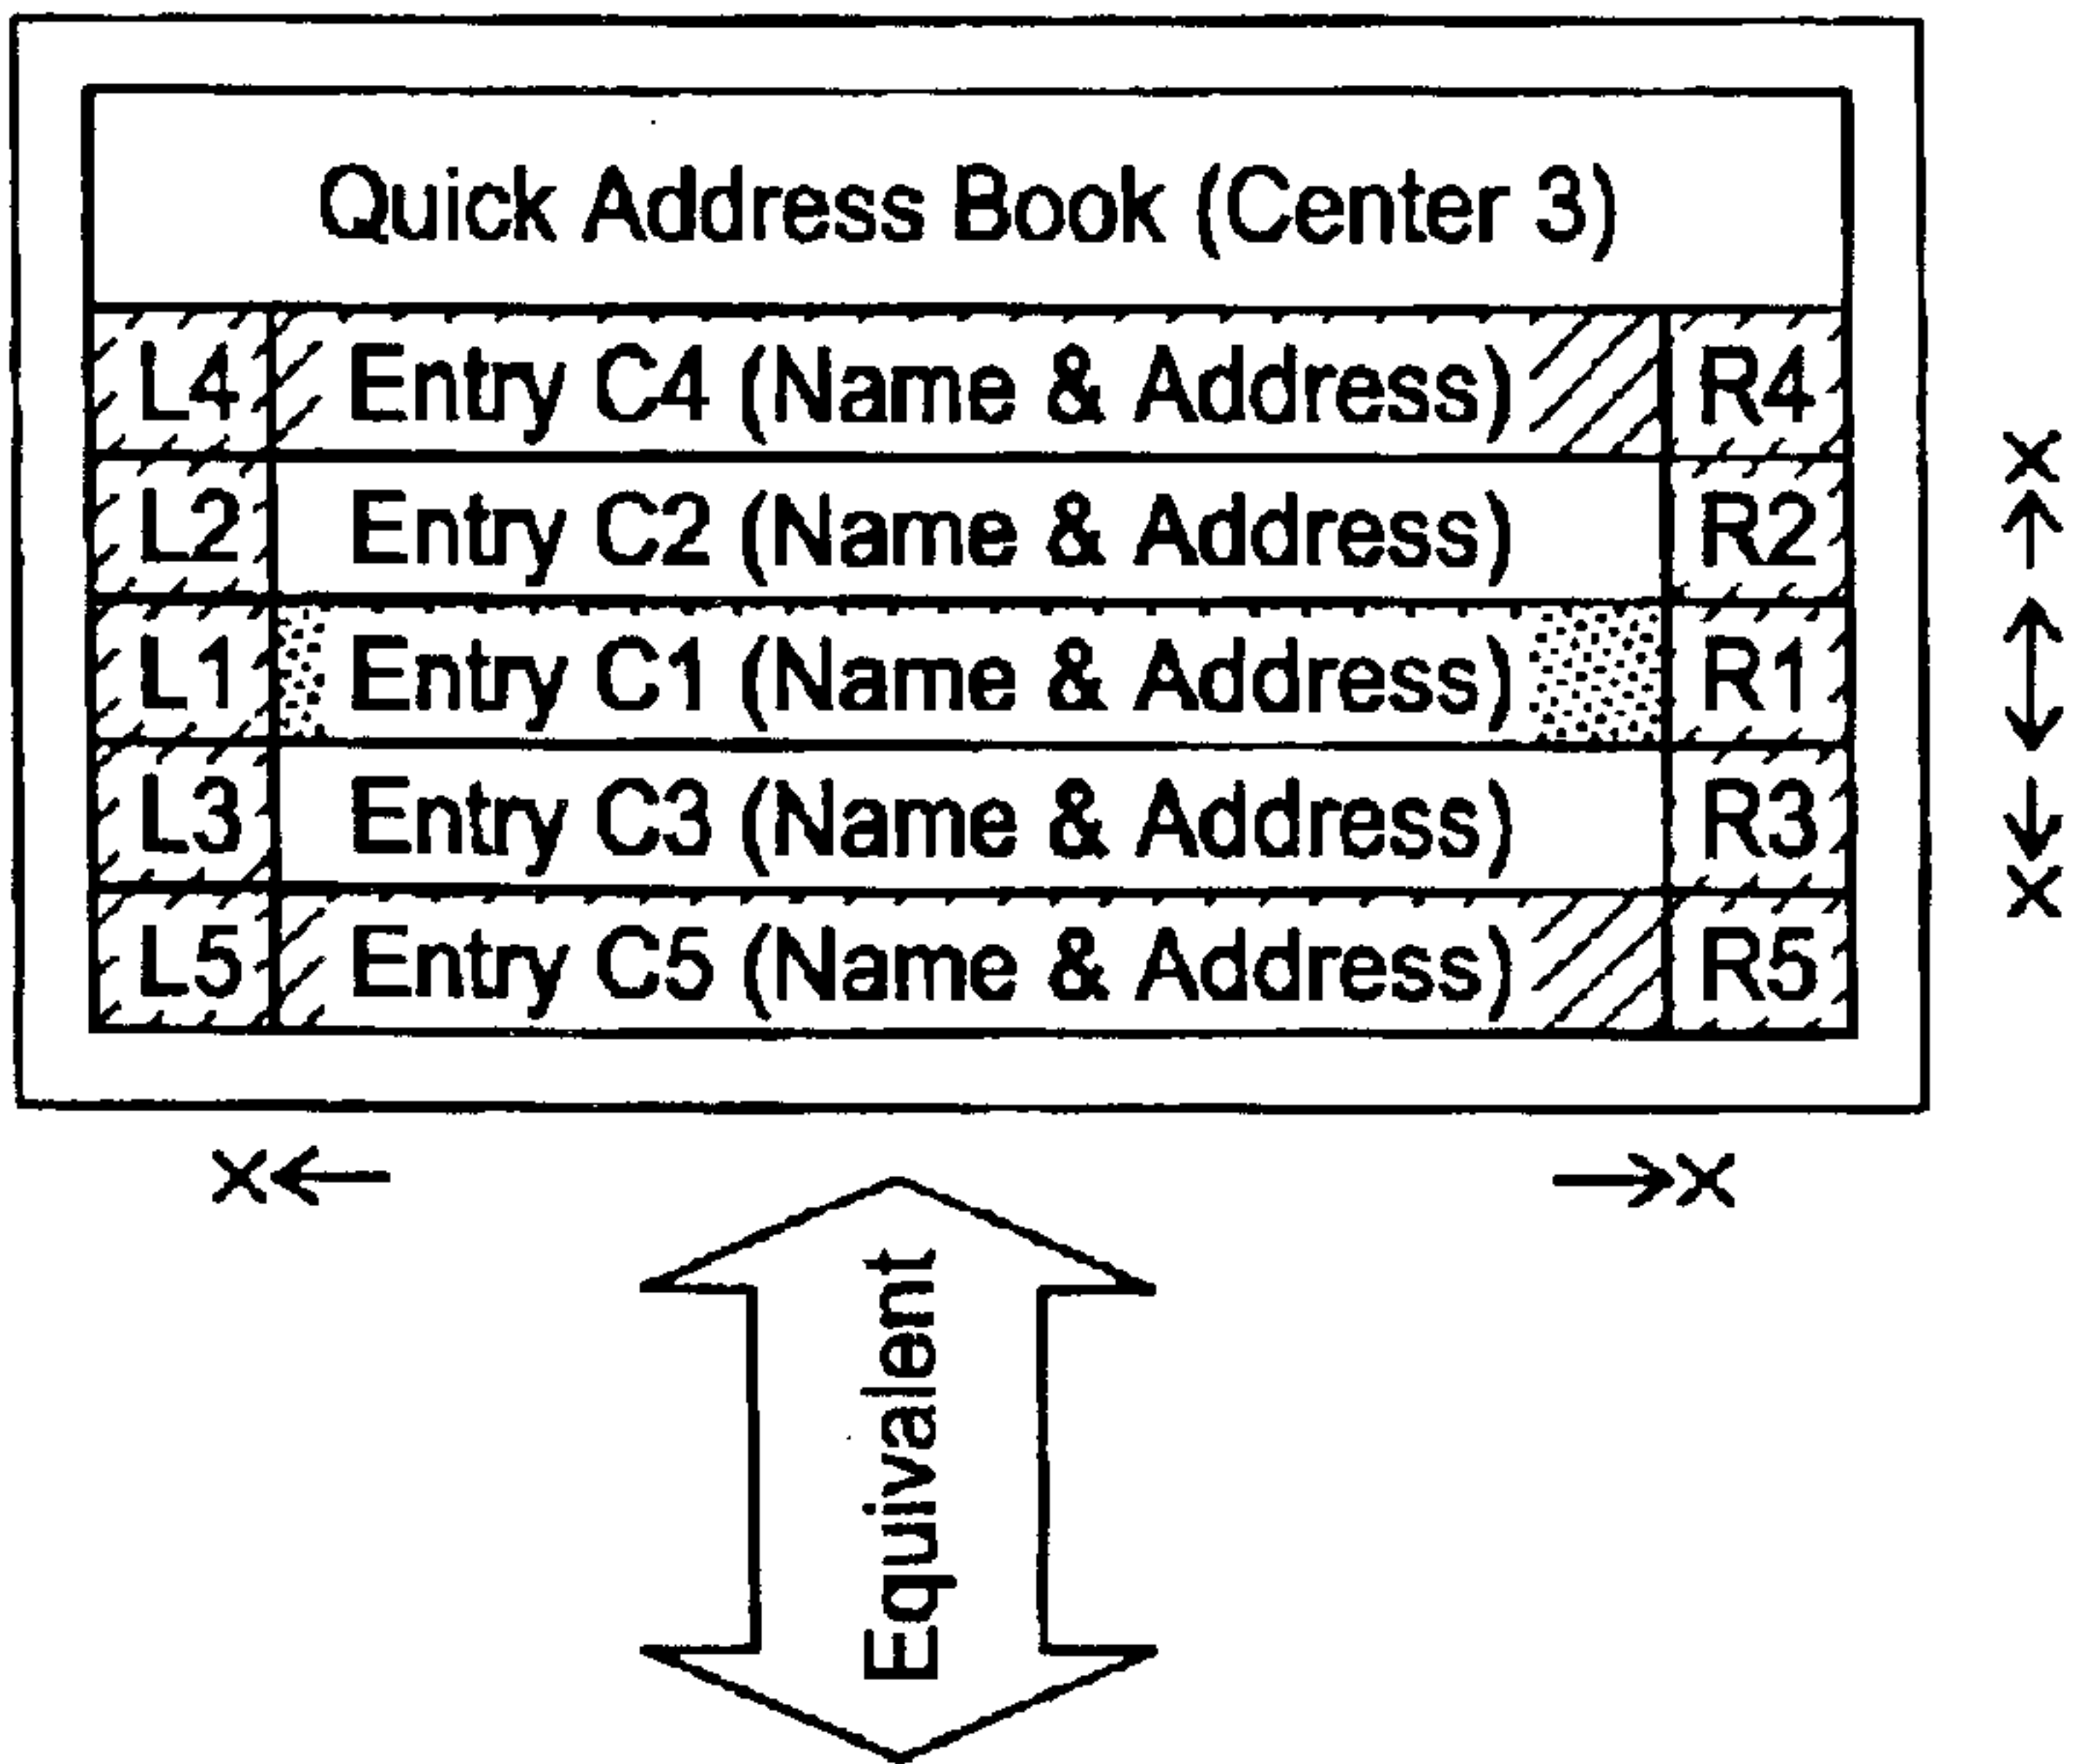 Quick Address Book (Center 3)
L4 Entry C4 (Name & Address) R4
L2 Entry C2 (Name & Address) R2
L1 Entry C1 (Name & Address) R1
L3 Entry C3 (Name & Address) R3
L5 Entry C5 (Name & Address) R5
Equivalent